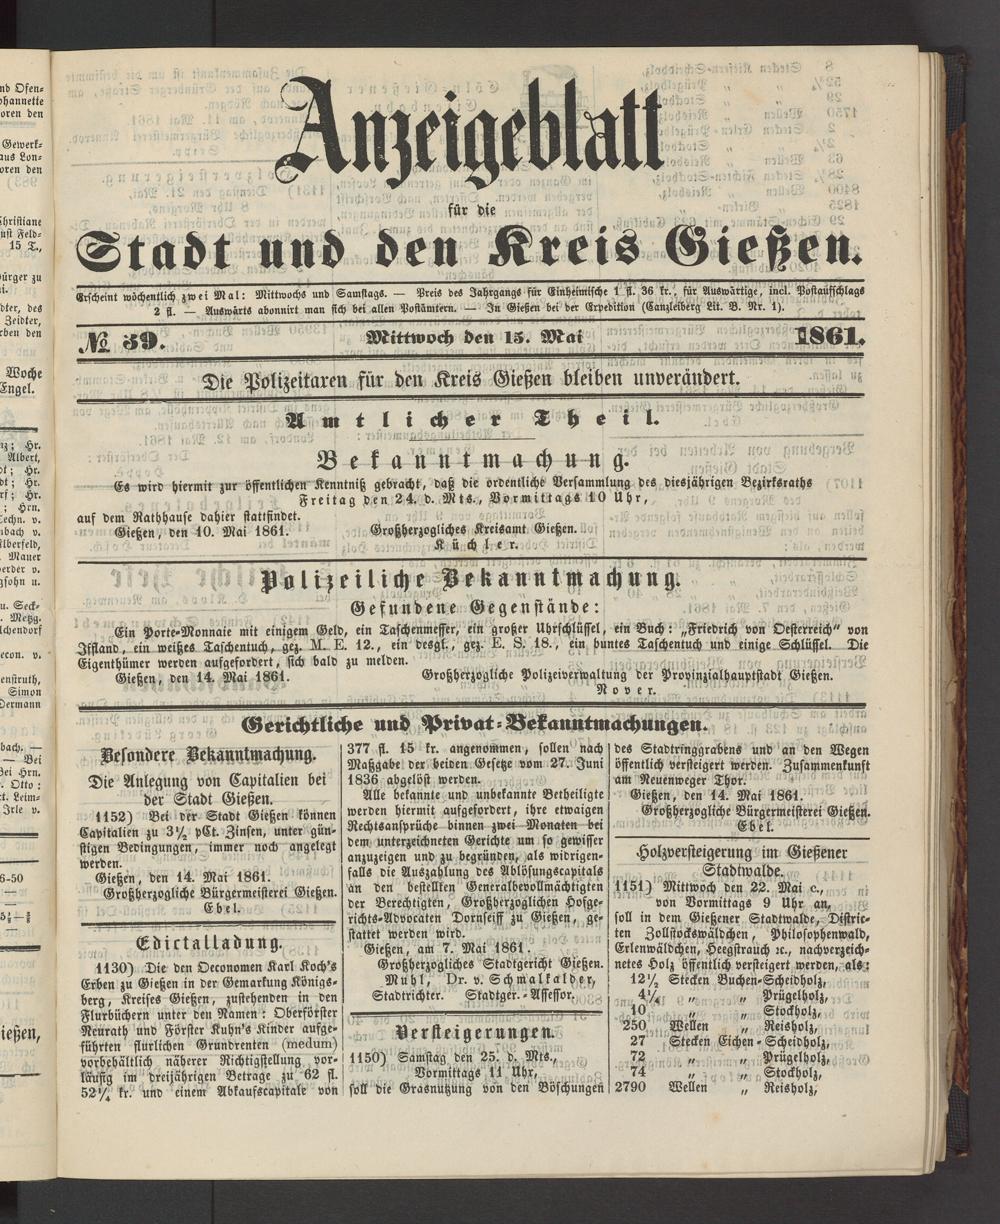 Anzeigeblatt
für die
Stadt und den Kreis Gießen.
Erscheint wöchentlich zwei Mal: Mittwochs und Samstags. — Preis des Jahrgangs für Einheimische 1 fl. 36 kr., für Auswärtige, incl. Postaufschlags
2 fl. — Auswärts abonnirt man sich bei allen Postämtern. — In Gießen bei der Expedition (Canzleiberg Lit. B. Nr. 1).
№ 39. Mittwoch den 15. Mai 1861.
Die Polizeitaxen für den Kreis Gießen bleiben unverändert.
Amtlicher Theil.
Bekanntmachung.
Es wird hiermit zur öffentlichen Kenntniß gebracht, daß die ordentliche Versammlung des diesjährigen Bezirksraths
Freitag den 24. d. Mts., Vormittags 10 Uhr,
auf dem Rathhause dahier stattfindet.
Gießen, den 10. Mai 1861. Großherzogliches Kreisamt Gießen.
Küchler.
Polizeiliche Bekanntmachung.
Gefundene Gegenstände:
Ein Porte-Monnaie mit einigem Geld, ein Taschenmesser, ein großer Uhrschlüssel, ein Buch: „Friedrich von Oesterreich“ von
Iffland, ein weißes Taschentuch, gez. M. E. 12., ein desgl., gez. E. S. 18., ein buntes Taschentuch und einige Schlüssel. Die
Eigenthümer werden aufgefordert, sich bald zu melden.
Gießen, den 14. Mai 1861. Großherzogliche Polizeiverwaltung der Provinzialhauptstadt Gießen.
Nover.
Gerichtliche und Privat-Bekanntmachungen.
Besondere Bekanntmachung.
Die Anlegung von Capitalien bei
der Stadt Gießen.
1152) Bei der Stadt Gießen können
Capitalien zu 3½ pCt. Zinsen, unter gün-
stigen Bedingungen, immer noch angelegt
werden.
Gießen, den 14. Mai 1861.
Großherzogliche Bürgermeisterei Gießen.
Ebel.
Edictalladung.
1130) Die den Oeconomen Karl Koch's
Erben zu Gießen in der Gemarkung Königs-
berg, Kreises Gießen, zustehenden in den
Flurbüchern unter den Namen: Oberförster
Neurath und Förster Kuhn's Kinder aufge-
führten flürlichen Grundrenten (medum)
vorbehältlich näherer Richtigstellung vor-
läufig im dreijährigen Betrage zu 62 fl.
52¼ kr. und einem Abkaufscapitale von
377 fl. 15 kr. angenommen, sollen nach
Maßgabe der beiden Gesetze vom 27. Juni
1836 abgelöst werden.
Alle bekannte und unbekannte Betheiligte
werden hiermit aufgefordert, ihre etwaigen
Rechtsansprüche binnen zwei Monaten bei
dem unterzeichneten Gerichte um so gewisser
anzuzeigen und zu begründen, als widrigen-
falls die Auszahlung des Ablösungscapitals
an den bestellten Generalbevollmächtigten
der Berechtigten, Großherzoglichen Hofge-
richts-Advocaten Dornseiff zu Gießen, ge-
stattet werden wird.
Gießen, am 7. Mai 1861.
Großherzogliches Stadtgericht Gießen.
Muhl, Dr. v. Schmalkalder,
Stadtrichter. Stadtger.-Assessor.
Versteigerungen.
1150) Samstag den 25. d. Mts.,
Vormittags 11 Uhr,
soll die Grasnutzung von den Böschungen
des Stadtringgrabens und an den Wegen
öffentlich versteigert werden. Zusammenkunft
am Neuenweger Thor.
Gießen, den 14. Mai 1861.
Großherzogliche Bürgermeisterei Gießen.
Ebel.
Holzversteigerung im Gießener
Stadtwalde.
1151) Mittwoch den 22. Mai c.,
von Vormittags 9 Uhr an,
soll in dem Gießener Stadtwalde, Distric-
ten Zollstockswäldchen, Philosophenwald,
Erlenwäldchen, Heegstrauch ꝛc., nachverzeich-
netes Holz öffentlich versteigert werden, als:
12½ Stecken Buchen-Scheidholz,
4¼ „ „ Prügelholz,
10 „ „ Stockholz,
250 Wellen „ Reisholz,
27 Stecken Eichen-Scheidholz,
72 „ „ Prügelholz,
74 „ „ Stockholz,
2790 Wellen „ Reisholz,